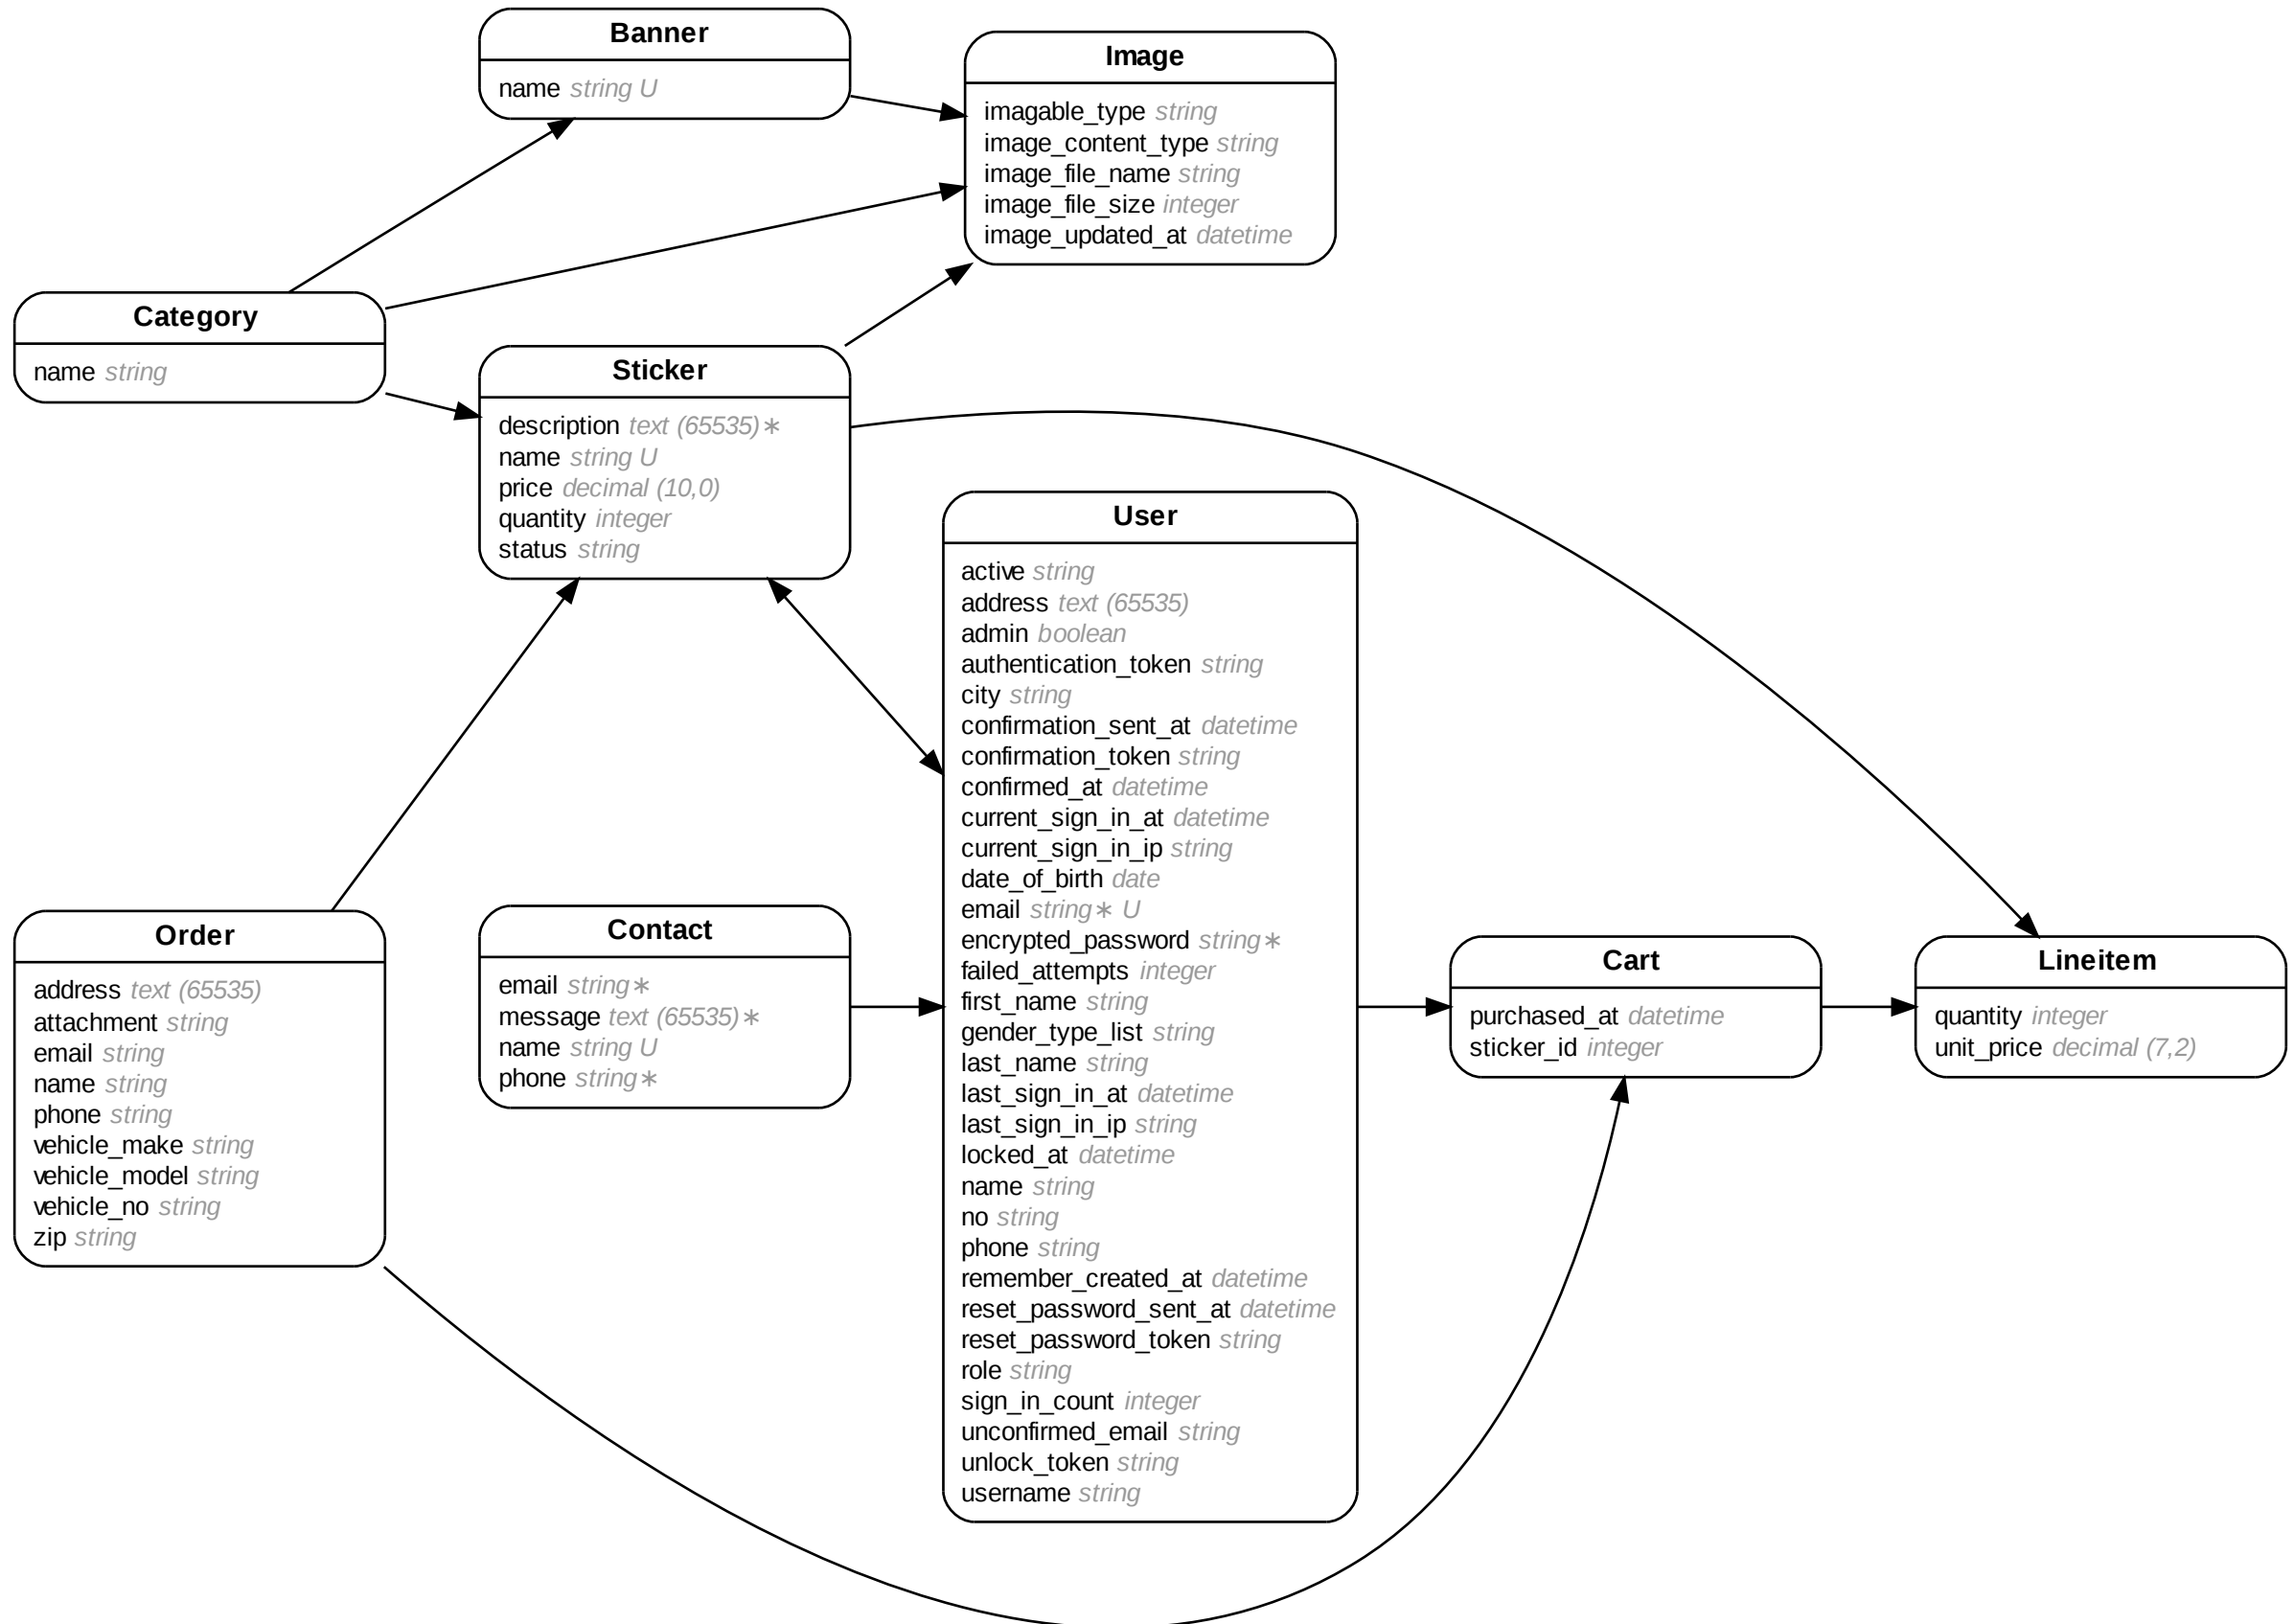 Banner
name string U
Image
imagable_type string
image_content_type string
image_file_name string
image_file_size integer
image_updated_at datetime
Category
name string
Sticker
description text (65535)∗
name string U
price decimal (10,0)
quantity integer
status string
User
active string
address text (65535)
admin boolean
authentication_token string
city string
confirmation_sent_at datetime
confirmation_token string
confirmed_at datetime
current_sign_in_at datetime
current_sign_in_ip string
date_of_birth date
email string∗ U
encrypted_password string∗
failed_attempts integer
first_name string
gender_type_list string
last_name string
last_sign_in_at datetime
last_sign_in_ip string
locked_at datetime
name string
no string
phone string
remember_created_at datetime
reset_password_sent_at datetime
reset_password_token string
role string
sign_in_count integer
unconfirmed_email string
unlock_token string
username string
Order
address text (65535)
attachment string
email string
name string
phone string
vehicle_make string
vehicle_model string
vehicle_no string
zip string
Contact
email string∗
message text (65535)∗
name string U
phone string∗
Cart
purchased_at datetime
sticker_id integer
Lineitem
quantity integer
unit_price decimal (7,2)